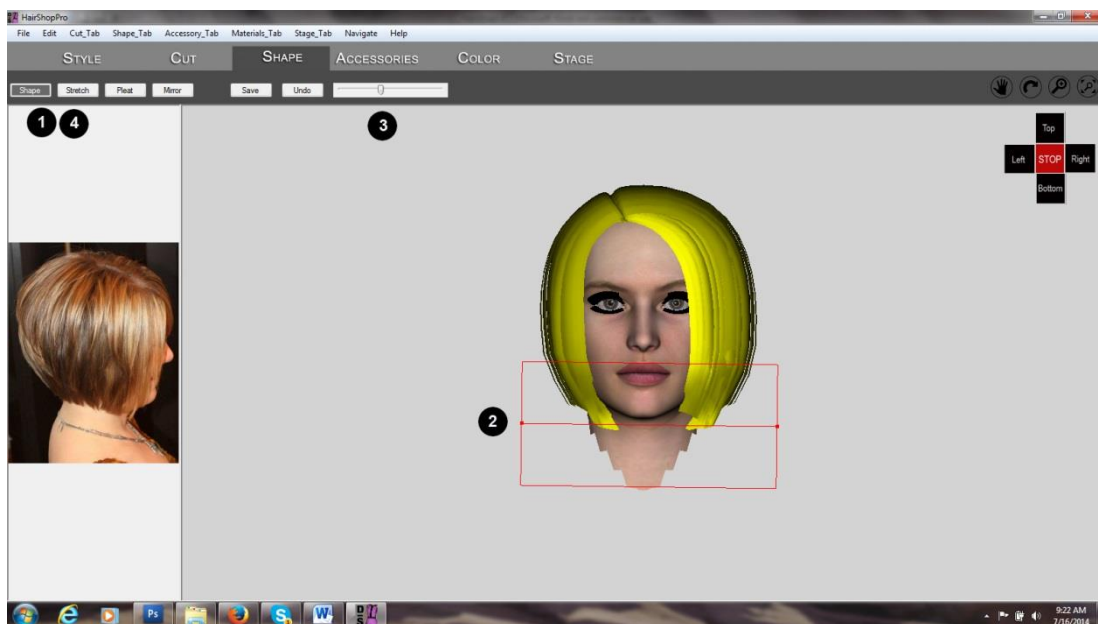 HairShopPro
File Edit Cut_Tab Shape_Tab Accessory_Tab Materials_Tab Stage_Tab Navigate Help
STYLE CUT SHAPE ACCESSORIES COLOR STAGE
Shape Stretch Pleat Mirror Save Undo
1 4 3
Top
Left STOP Right
Bottom
2
Ps S W D S
9:22 AM
7/16/2014